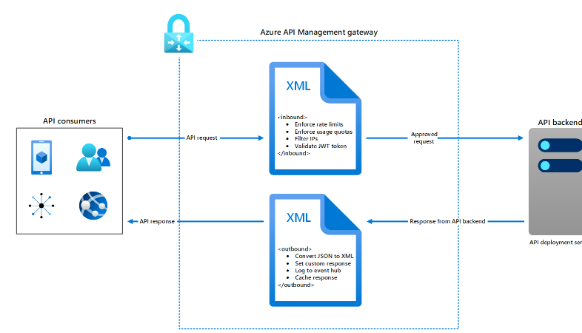 Azure API Management gateway
XML
<inbound>
• Enforce rate limits
• Enforce usage quotas
• Filter IPs
• Validate JWT token
</inbound>
API consumers
API request
Approved
request
API backend
XML
<outbound>
• Convert JSON to XML
• Set custom response
• Log to event hub
• Cache response
</outbound>
API response
Response from API backend
API deployment ser